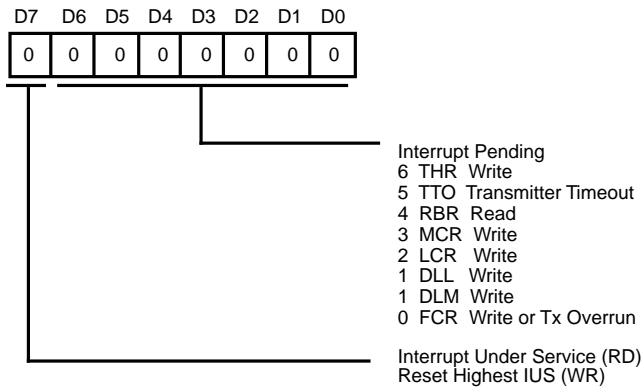 D7 D6 D5 D4 D3 D2 D1 D0
0 0 0 0 0 0 0 0
Interrupt Pending
6 THR Write
5 TTO Transmitter Timeout
4 RBR Read
3 MCR Write
2 LCR Write
1 DLL Write
1 DLM Write
0 FCR Write or Tx Overrun
Interrupt Under Service (RD)
Reset Highest IUS (WR)